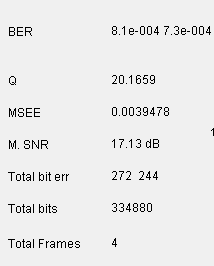 BER 8.1e-004 7.3e-004
Q 20.1659
MSEE 0.0039478
M. SNR 17.13 dB
Total bit err 272 244
Total bits 334880
Total Frames 4